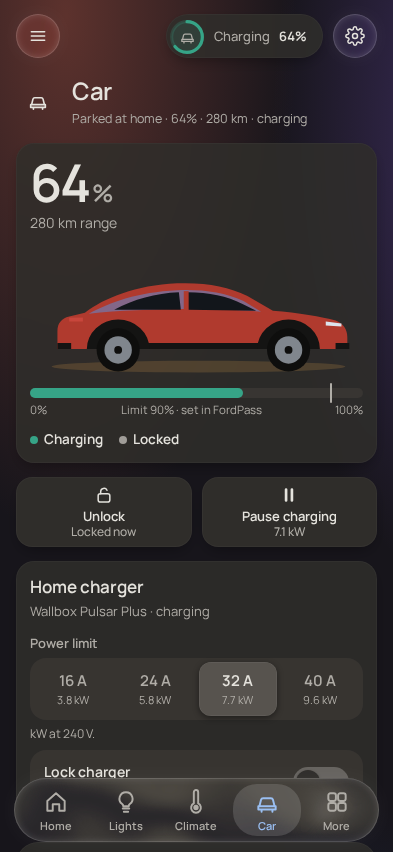 Charging 64%
Car
Parked at home · 64% · 280 km · charging
64%
280 km range
0% Limit 90% · set in FordPass 100%
Charging Locked
Unlock Pause charging
Locked now 7.1 kW
Home charger
Wallbox Pulsar Plus · charging
Power limit
16 A 24 A 32 A 40 A
3.8 kW 5.8 kW 7.7 kW 9.6 kW
kW at 240 V.
Lock charger
Home Lights Climate Car More